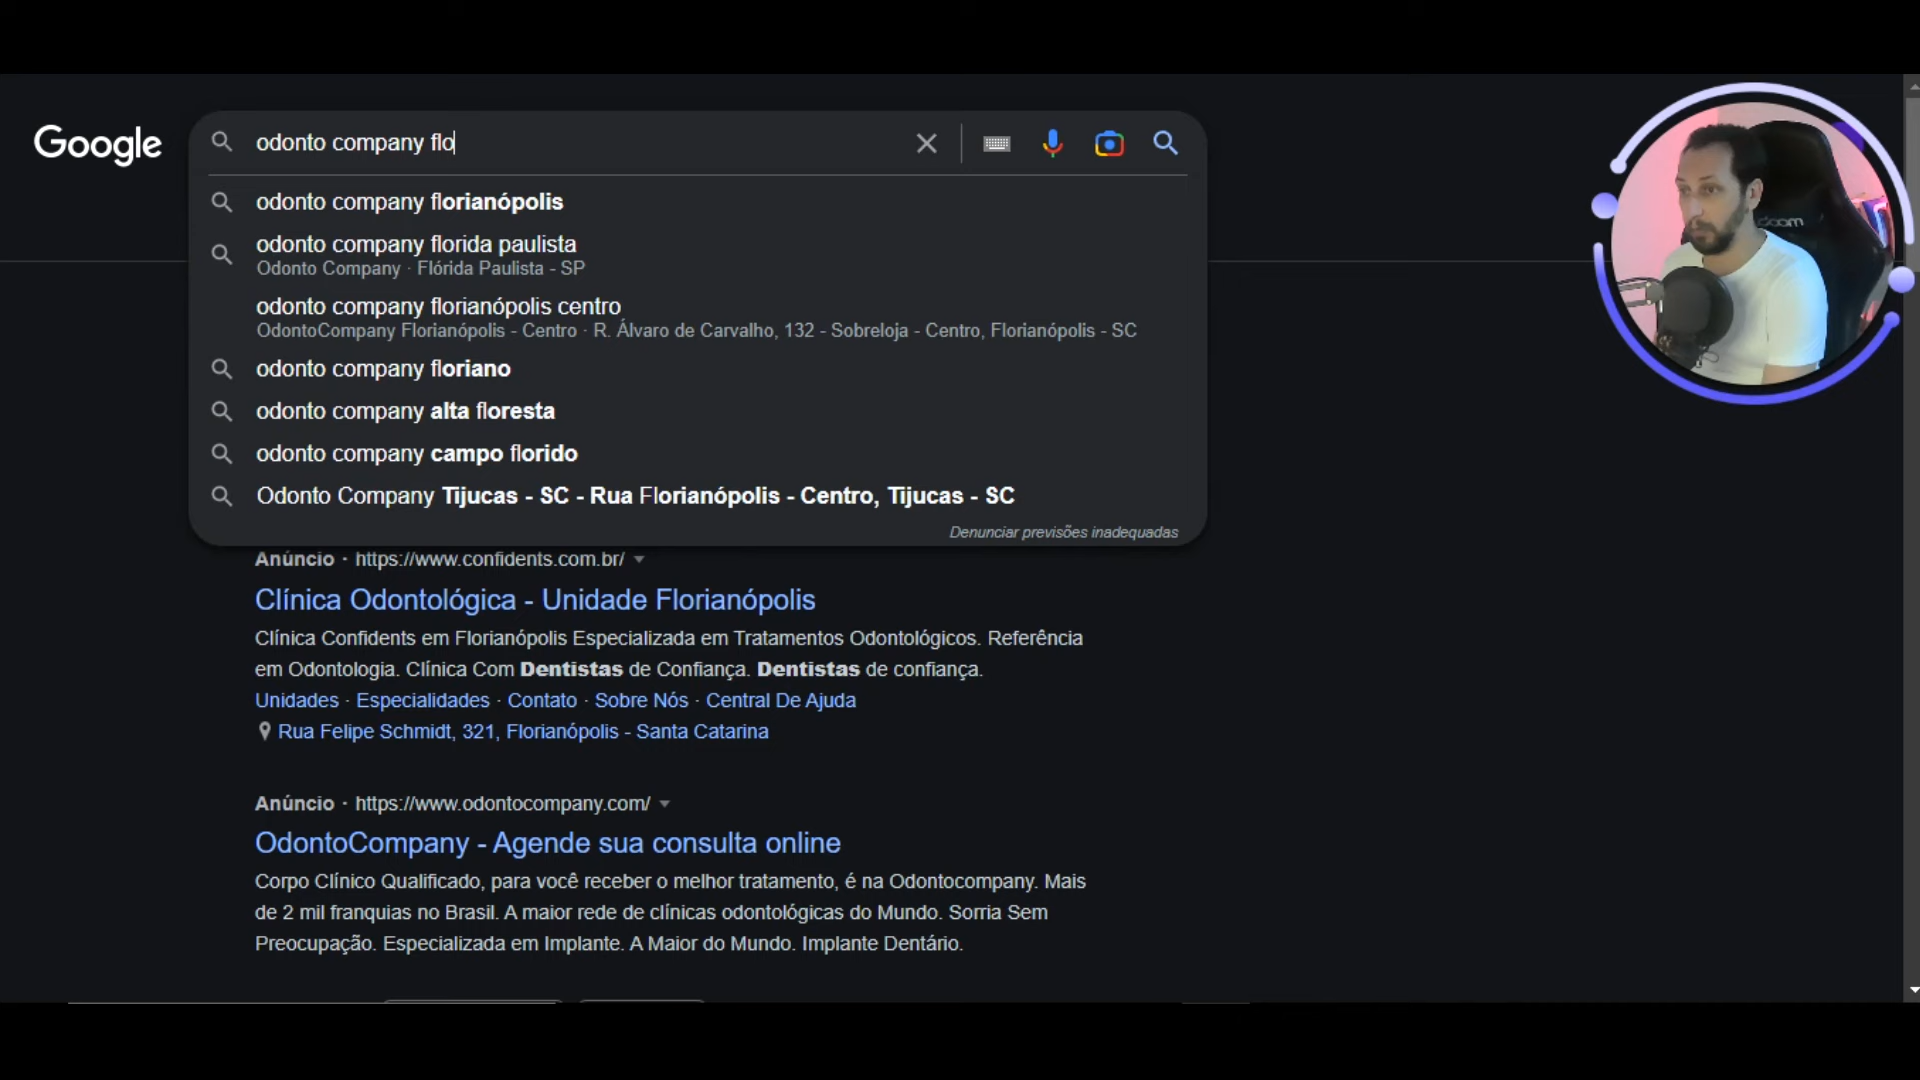 Google
odonto company flo
odonto company florianópolis
odonto company florida paulista
Odonto Company · Flórida Paulista - SP
odonto company florianópolis centro
OdontoCompany Florianópolis - Centro · R. Álvaro de Carvalho, 132 - Sobreloja - Centro, Florianópolis - SC
odonto company floriano
odonto company alta floresta
odonto company campo florido
Odonto Company Tijucas - SC - Rua Florianópolis - Centro, Tijucas - SC
Denunciar previsões inadequadas
Anúncio · https://www.confidents.com.br/
Clínica Odontológica - Unidade Florianópolis
Clínica Confidents em Florianópolis Especializada em Tratamentos Odontológicos. Referência
em Odontologia. Clínica Com Dentistas de Confiança. Dentistas de confiança.
Unidades · Especialidades · Contato · Sobre Nós · Central De Ajuda
Rua Felipe Schmidt, 321, Florianópolis - Santa Catarina
Anúncio · https://www.odontocompany.com/
OdontoCompany - Agende sua consulta online
Corpo Clínico Qualificado, para você receber o melhor tratamento, é na Odontocompany. Mais
de 2 mil franquias no Brasil. A maior rede de clínicas odontológicas do Mundo. Sorria Sem
Preocupação. Especializada em Implante. A Maior do Mundo. Implante Dentário.